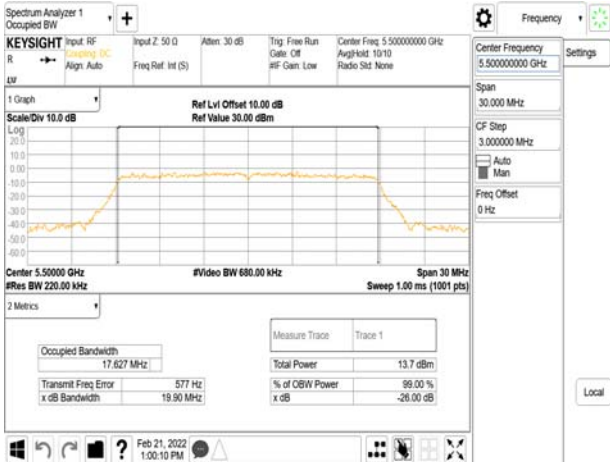 Spectrum Analyzer 1
Occupied BW
+
Frequency
KEYSIGHT
R
Input: RF
Coupling: DC
Align: Auto
Input Z: 50 Ω
Freq Ref: Int (S)
Atten: 30 dB
Trig: Free Run
Gate: Off
#IF Gain: Low
Center Freq: 5.500000000 GHz
Avg|Hold: 10/10
Radio Std: None
1 Graph
Scale/Div 10.0 dB
Ref Lvl Offset 10.00 dB
Ref Value 30.00 dBm
Log
20.0
10.0
0.00
-10.0
-20.0
-30.0
-40.0
-50.0
-60.0
Center 5.50000 GHz
#Res BW 220.00 kHz
#Video BW 680.00 kHz
Span 30 MHz
Sweep 1.00 ms (1001 pts)
2 Metrics
Measure Trace
Trace 1
Occupied Bandwidth
17.627 MHz
Total Power
13.7 dBm
Transmit Freq Error
577 Hz
% of OBW Power
99.00 %
x dB Bandwidth
19.90 MHz
x dB
-26.00 dB
Center Frequency
5.500000000 GHz
Settings
Span
30.000 MHz
CF Step
3.000000 MHz
Auto
Man
Freq Offset
0 Hz
Local
?
Feb 21, 2022
1:00:10 PM